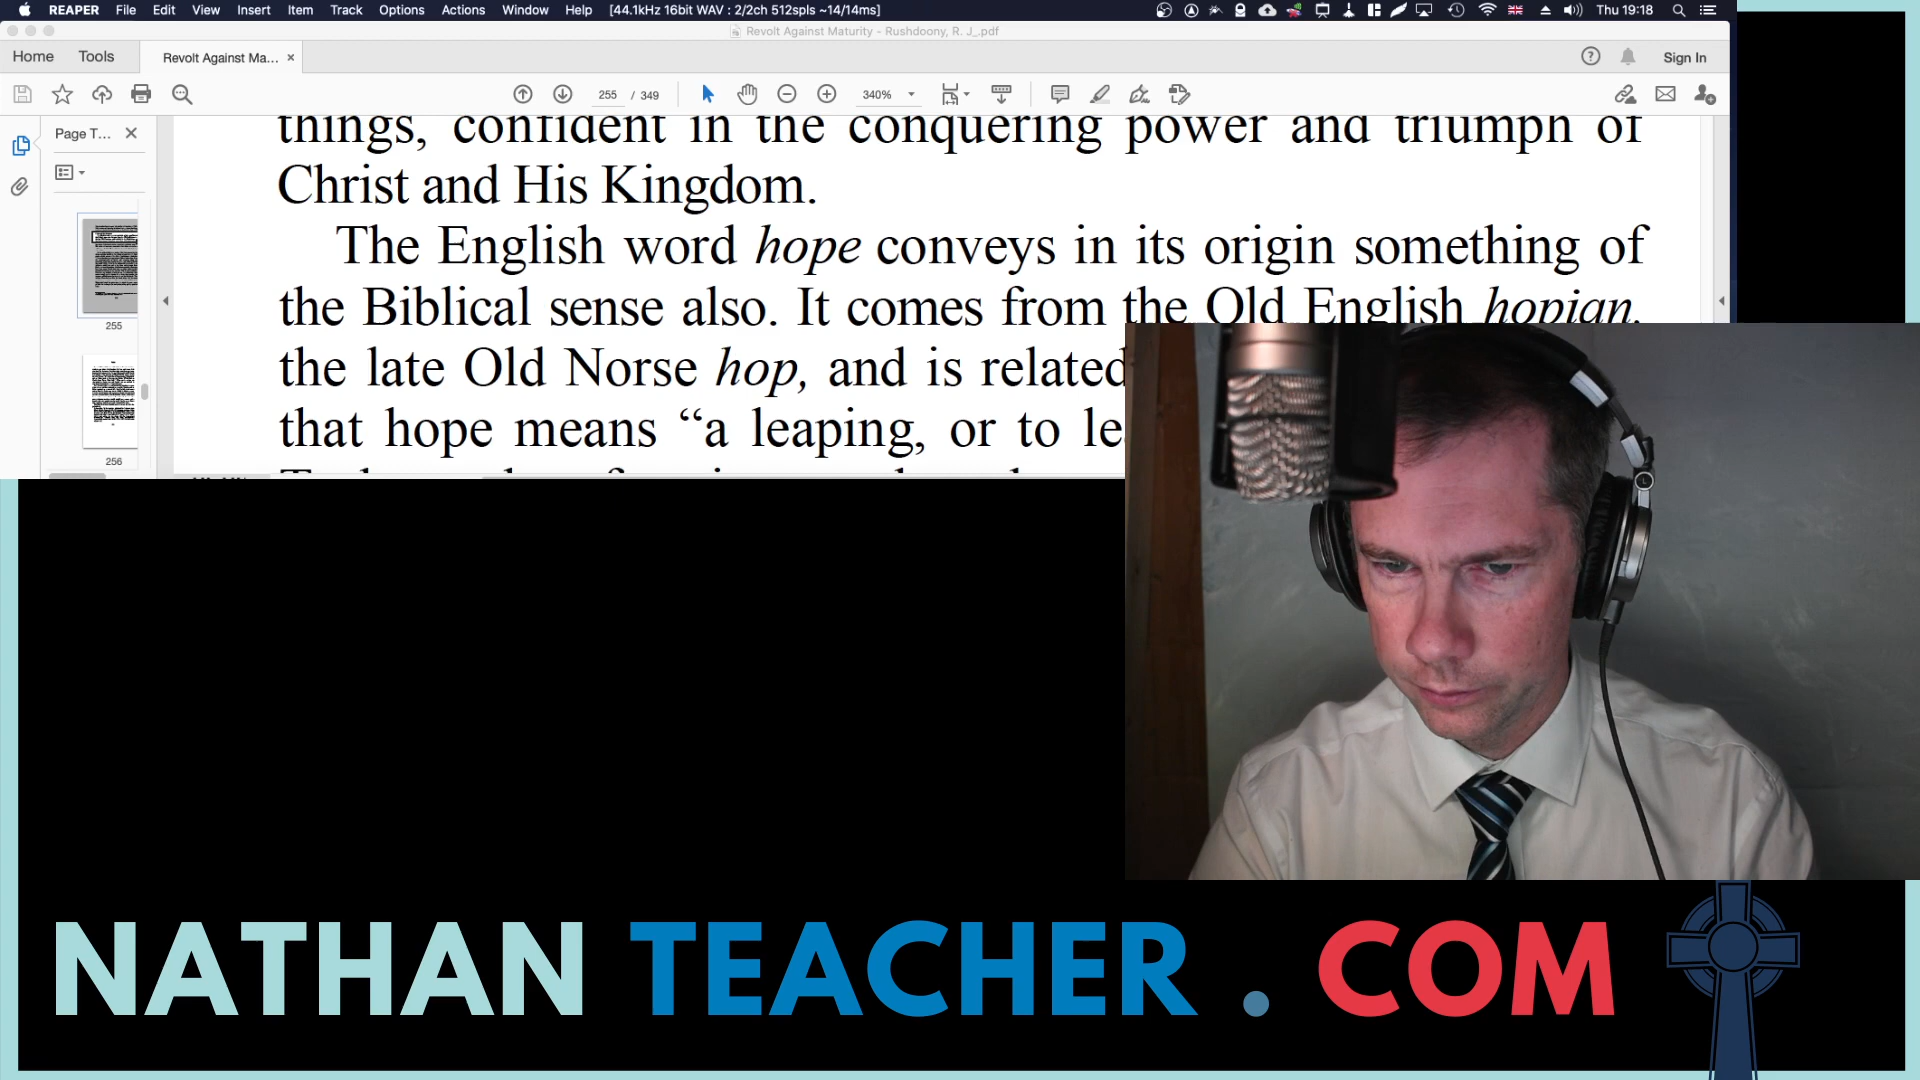 REAPER File Edit View Insert Item Track Options Actions Window Help [44.1kHz 16bit WAV : 2/2ch 512spls ~14/14ms] Thu 19:18
Revolt Against Maturity - Rushdoony, R. J_.pdf
Home Tools Revolt Against Ma... × Sign In
255 / 349 340%
Page T...
255
256
things, confident in the conquering power and triumph of
Christ and His Kingdom.
The English word hope conveys in its origin something of
the Biblical sense also. It comes from the Old English hopian,
the late Old Norse hop, and is related
that hope means “a leaping, or to le
NATHAN TEACHER . COM